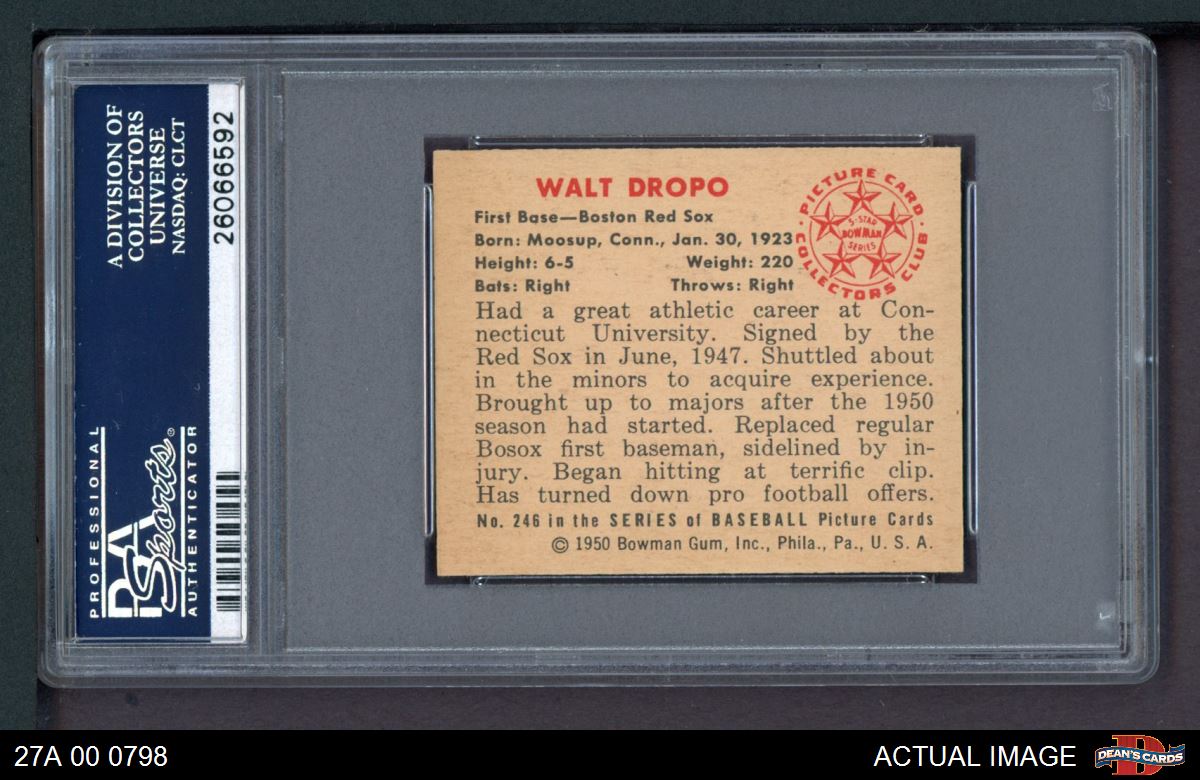 A DIVISION OF
COLLECTORS
UNIVERSE
NASDAQ: CLCT
26066592
PROFESSIONAL
PSA
Sports®
AUTHENTICATOR
WALT DROPO
First Base—Boston Red Sox
Born: Moosup, Conn., Jan. 30, 1923
Height: 6-5 Weight: 220
Bats: Right Throws: Right
PICTURE CARD
COLLECTORS CLUB
5-STAR
BOWMAN
SERIES
Had a great athletic career at Con-
necticut University. Signed by the
Red Sox in June, 1947. Shuttled about
in the minors to acquire experience.
Brought up to majors after the 1950
season had started. Replaced regular
Bosox first baseman, sidelined by in-
jury. Began hitting at terrific clip.
Has turned down pro football offers.
No. 246 in the SERIES of BASEBALL Picture Cards
© 1950 Bowman Gum, Inc., Phila., Pa., U. S. A.
27A 00 0798
ACTUAL IMAGE
DEAN'S CARDS